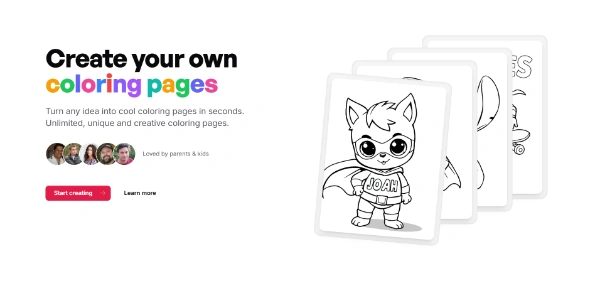 Create your own
coloring pages
Turn any idea into cool coloring pages in seconds.
Unlimited, unique and creative coloring pages.
Loved by parents & kids
Start creating →
Learn more
JOAH
ES